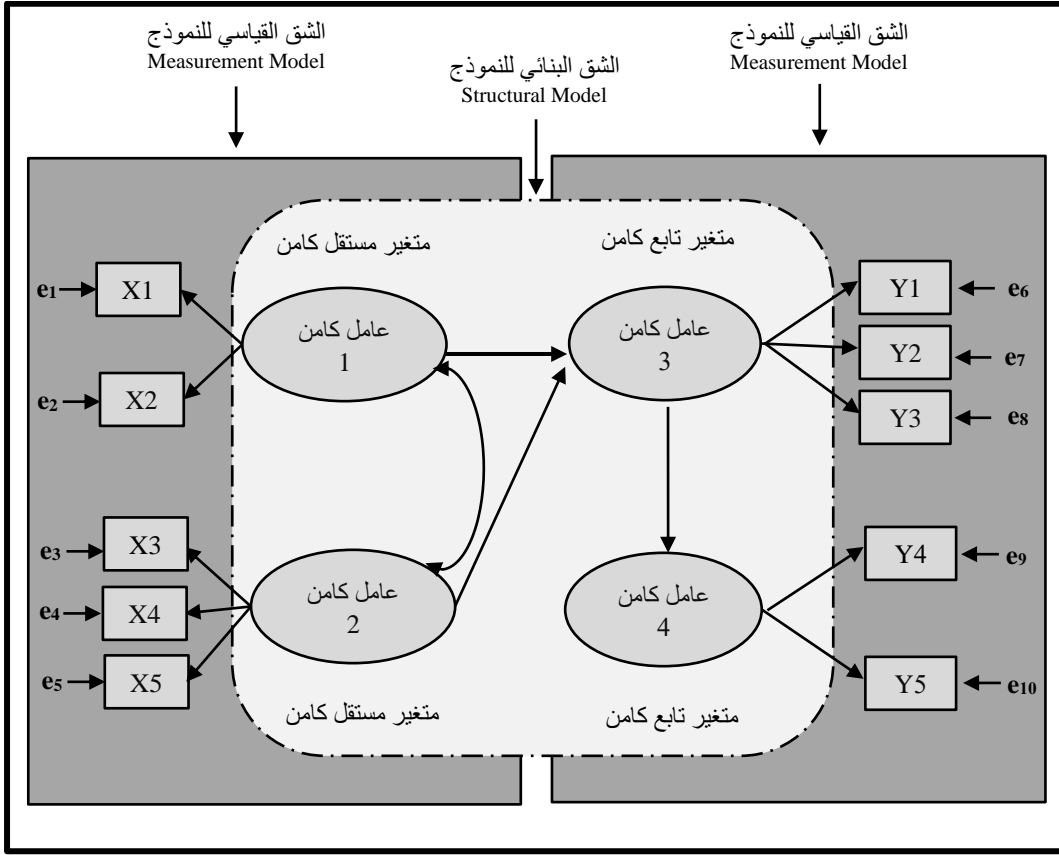 الشق القياسي للنموذج
Measurement Model
الشق البنائي للنموذج
Structural Model
الشق القياسي للنموذج
Measurement Model
متغير مستقل كامن
متغير تابع كامن
e1
X1
عامل كامن
1
عامل كامن
3
Y1
e6
Y2
e7
e2
X2
Y3
e8
e3
X3
عامل كامن
2
عامل كامن
4
Y4
e9
e4
X4
e5
X5
Y5
e10
متغير مستقل كامن
متغير تابع كامن